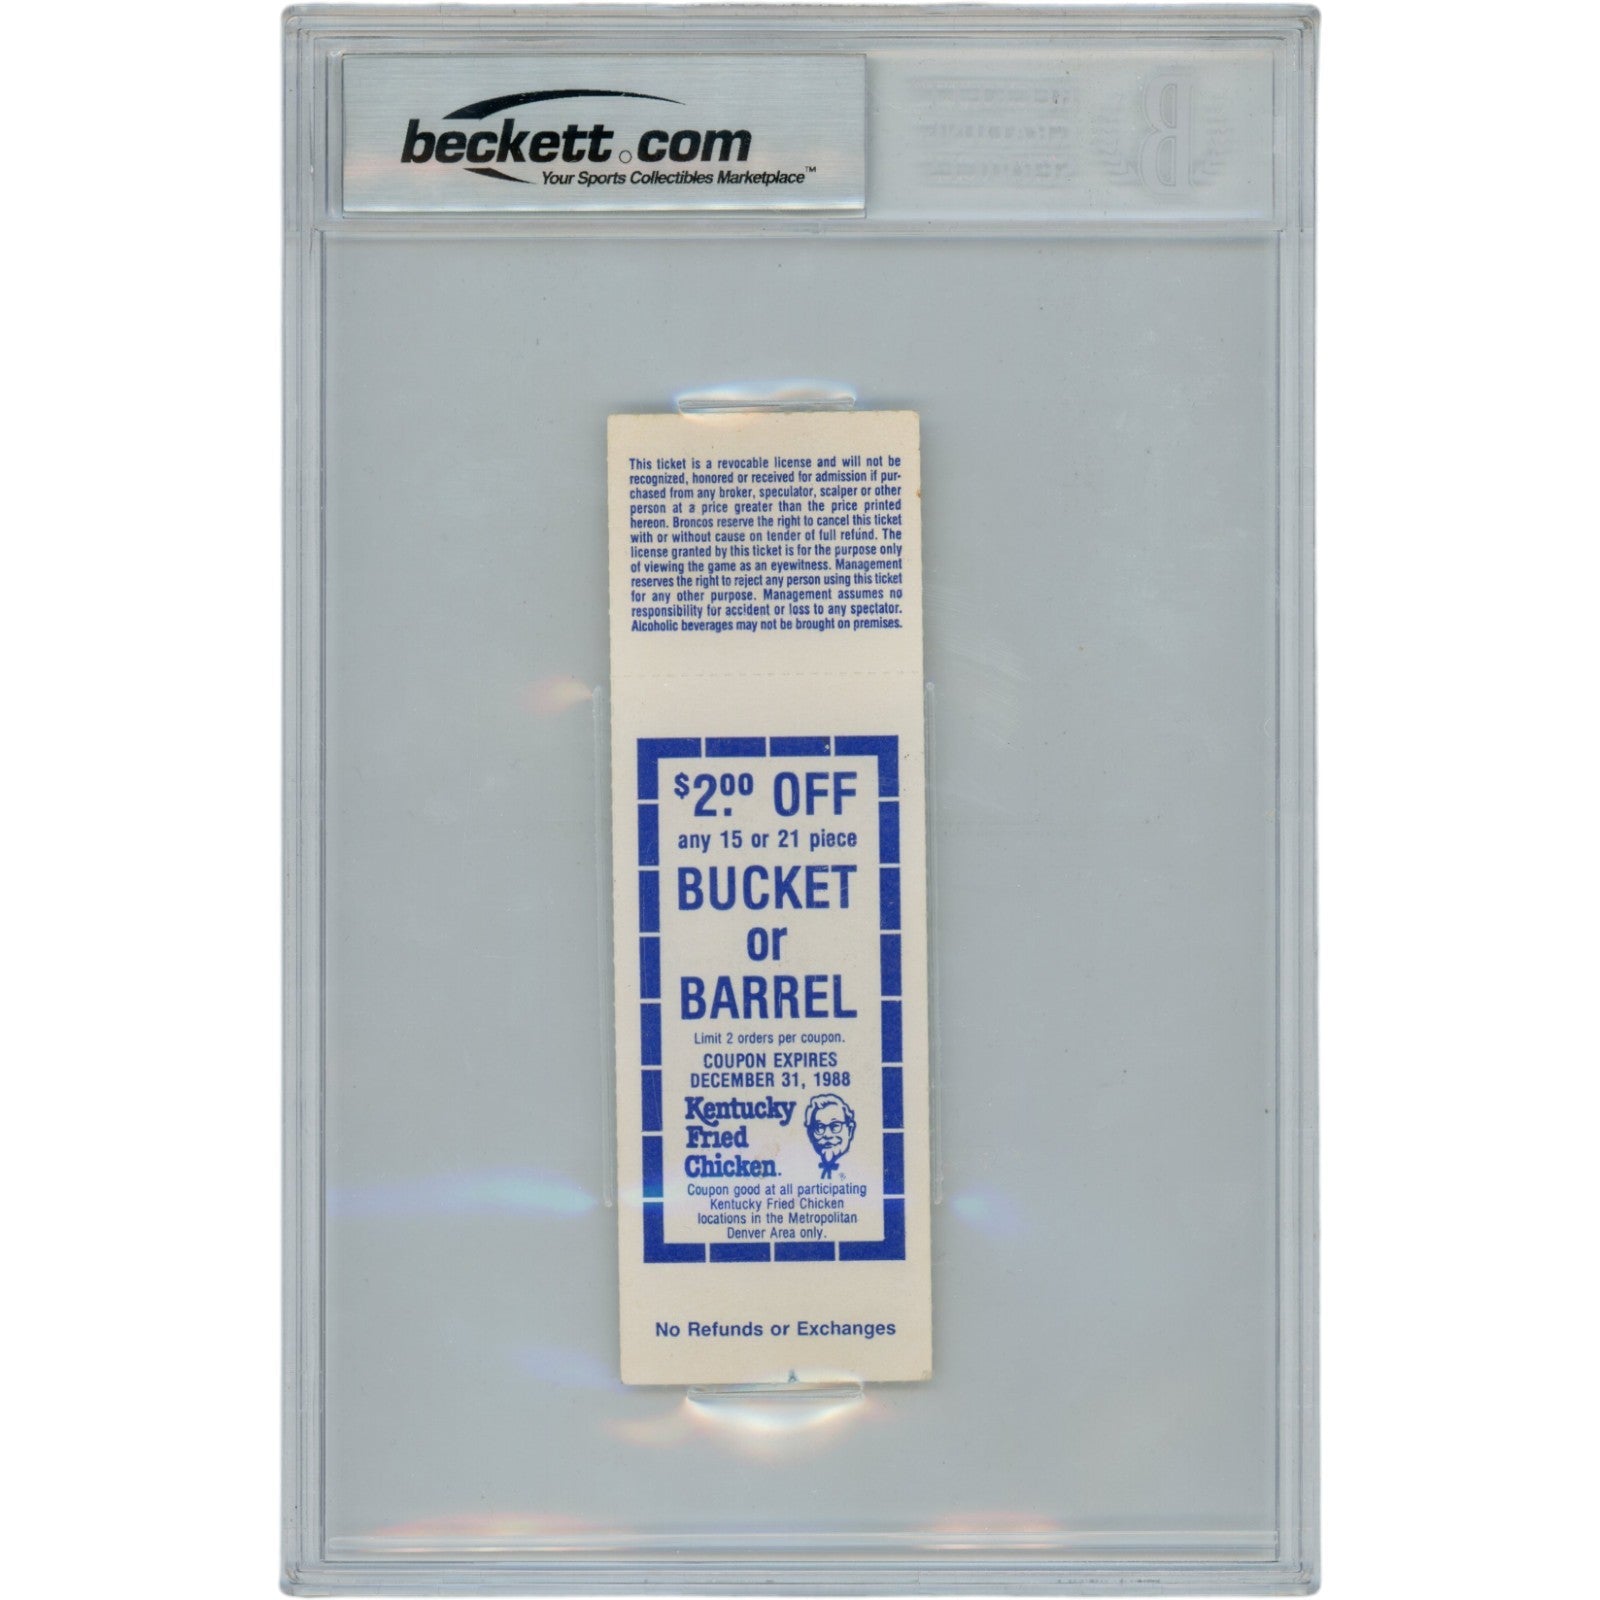 beckett.com
Your Sports Collectibles Marketplace™
B
This ticket is a revocable license and will not be
recognized, honored or received for admission if pur-
chased from any broker, speculator, scalper or other
person at a price greater than the price printed
hereon. Broncos reserve the right to cancel this ticket
with or without cause on tender of full refund. The
license granted by this ticket is for the purpose only
of viewing the game as an eyewitness. Management
reserves the right to reject any person using this ticket
for any other purpose. Management assumes no
responsibility for accident or loss to any spectator.
Alcoholic beverages may not be brought on premises.
$2.00 OFF
any 15 or 21 piece
BUCKET
or
BARREL
Limit 2 orders per coupon.
COUPON EXPIRES
DECEMBER 31, 1988
Kentucky
Fried
Chicken.
®
Coupon good at all participating
Kentucky Fried Chicken
locations in the Metropolitan
Denver Area only.
No Refunds or Exchanges